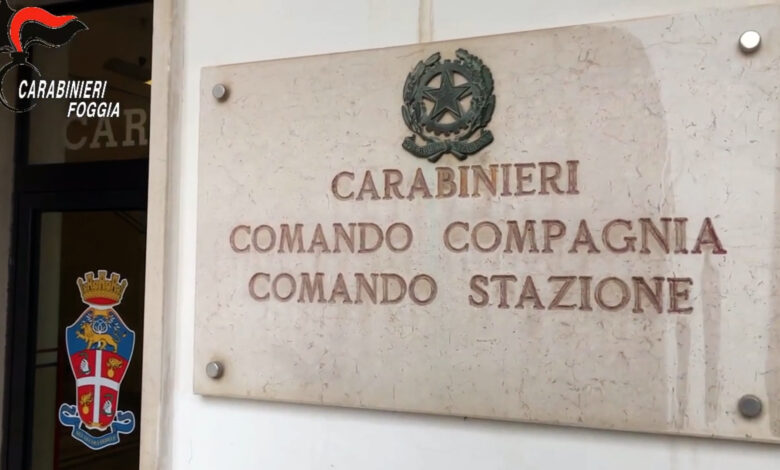 CARABINIERI
FOGGIA
CAR
CARABINIERI
COMANDO COMPAGNIA
COMANDO STAZIONE